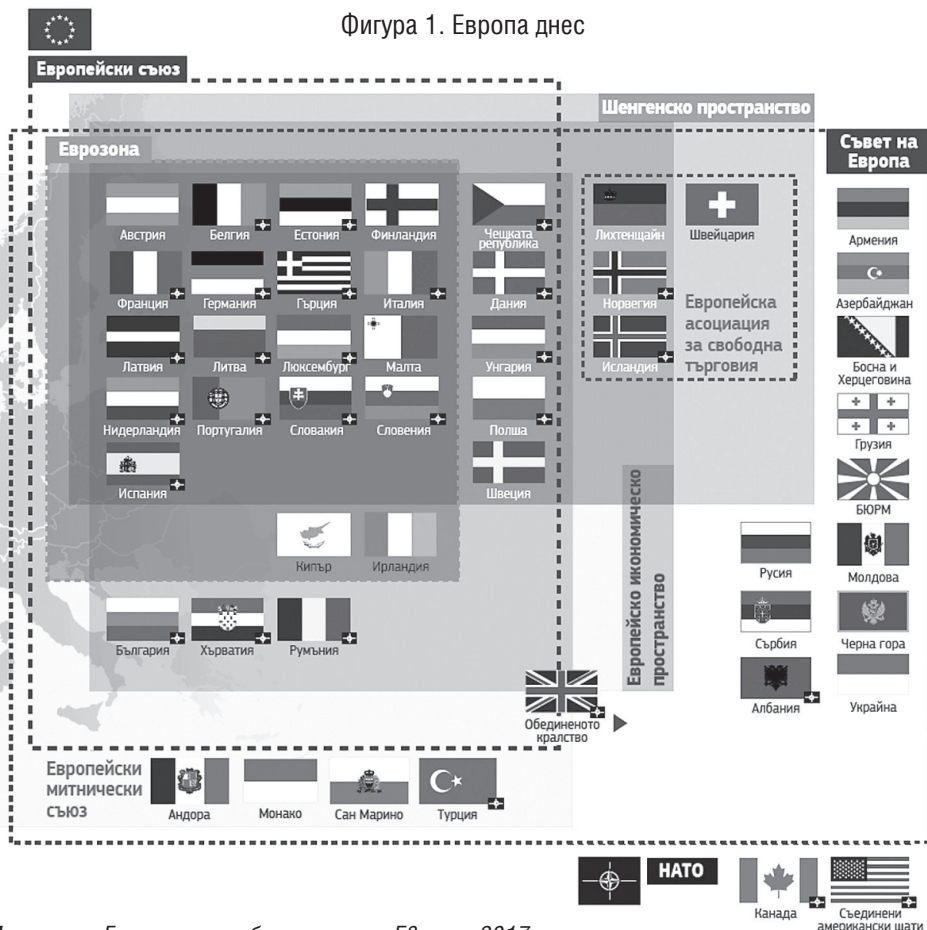 Фигура 1. Европа днес
Европейски съюз
Шенгенско пространство
Съвет на
Европа
Еврозона
Австрия
Белгия
Естония
Финландия
Чешката
република
Лихтенщайн
Швейцария
Армения
Франция
Германия
Гърция
Италия
Дания
Норвегия
Европейска
асоциация
за свободна
търговия
Азербайджан
Латвия
Литва
Люксембург
Малта
Унгария
Исландия
Босна и
Херцеговина
Нидерландия
Португалия
Словакия
Словения
Полша
Грузия
Испания
Швеция
Европейско икономическо
пространство
БЮРМ
Кипър
Ирландия
Русия
Молдова
България
Хърватия
Румъния
Сърбия
Черна гора
Обединеното
кралство
Албания
Украйна
Европейски
митнически
съюз
Андора
Монако
Сан Марино
Турция
НАТО
Канада
Съединени
американски щати